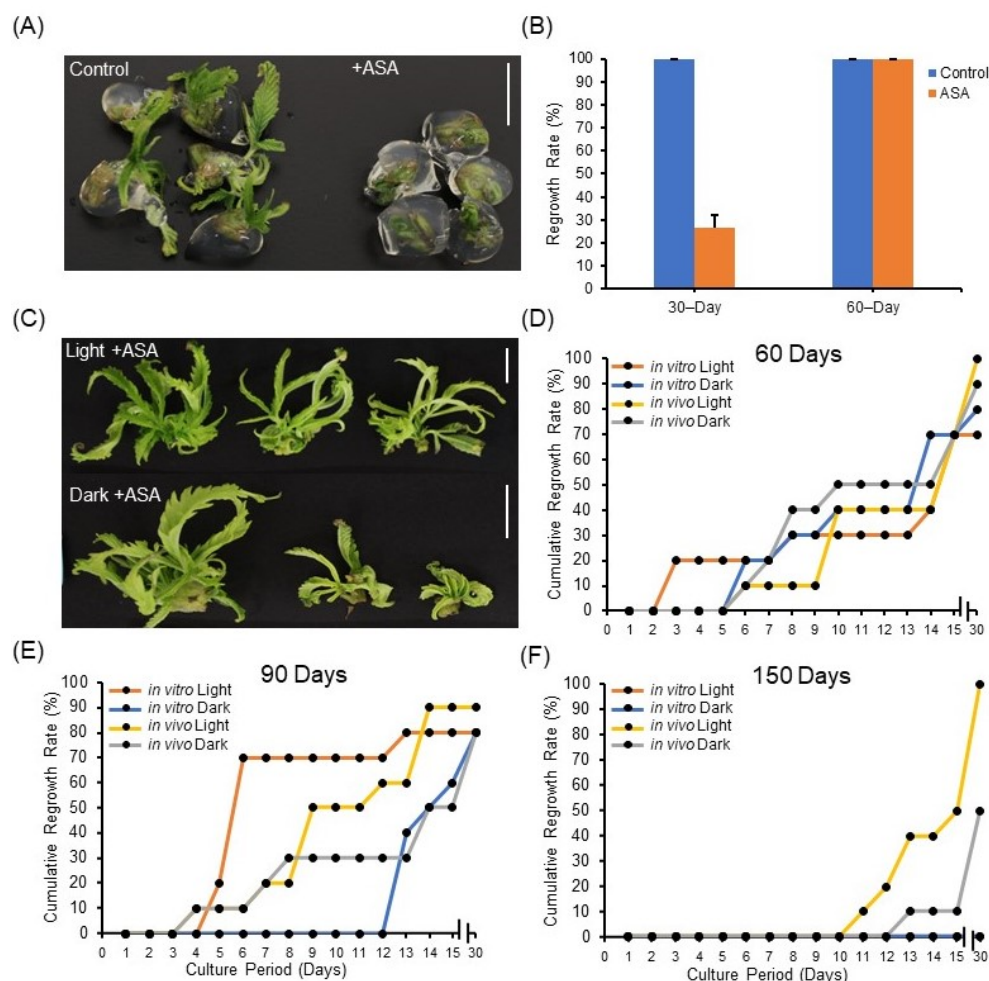 (A)
Control
+ASA
(B)
Regrowth Rate (%)
100
90
80
70
60
50
40
30
20
10
0
Control
ASA
30–Day
60–Day
(C)
Light +ASA
Dark +ASA
(D)
60 Days
Cumulative Regrowth Rate (%)
100
90
80
70
60
50
40
30
20
10
0
in vitro Light
in vitro Dark
in vivo Light
in vivo Dark
0 1 2 3 4 5 6 7 8 9 10 11 12 13 14 15 30
(E)
90 Days
Cumulative Regrowth Rate (%)
100
90
80
70
60
50
40
30
20
10
0
in vitro Light
in vitro Dark
in vivo Light
in vivo Dark
0 1 2 3 4 5 6 7 8 9 10 11 12 13 14 15 30
Culture Period (Days)
(F)
150 Days
Cumulative Regrowth Rate (%)
100
90
80
70
60
50
40
30
20
10
0
in vitro Light
in vitro Dark
in vivo Light
in vivo Dark
0 1 2 3 4 5 6 7 8 9 10 11 12 13 14 15 30
Culture Period (Days)